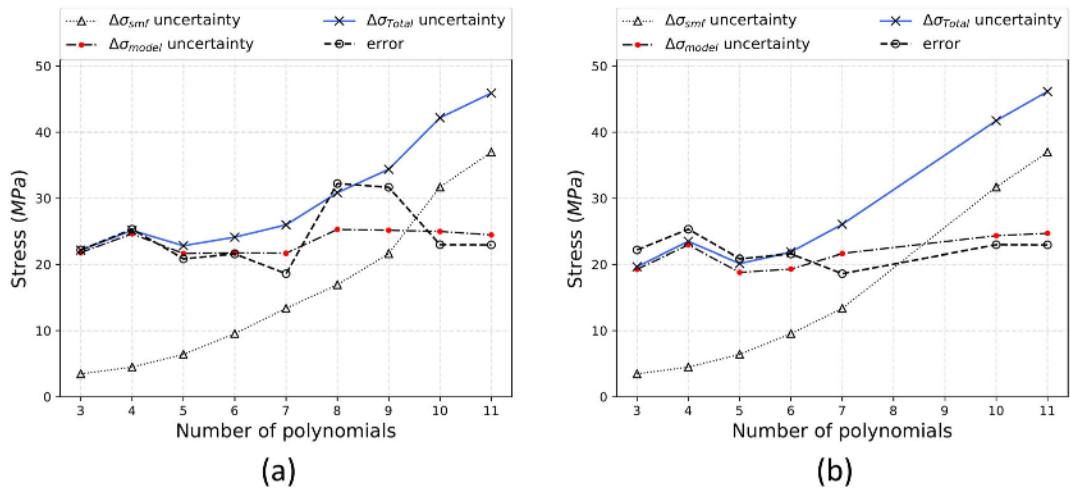 Δσsmf uncertainty
Δσmodel uncertainty
ΔσTotal uncertainty
error
50
40
30
20
10
0
Stress (MPa)
3 4 5 6 7 8 9 10 11
Number of polynomials
(a)
Δσsmf uncertainty
Δσmodel uncertainty
ΔσTotal uncertainty
error
50
40
30
20
10
0
Stress (MPa)
3 4 5 6 7 8 9 10 11
Number of polynomials
(b)